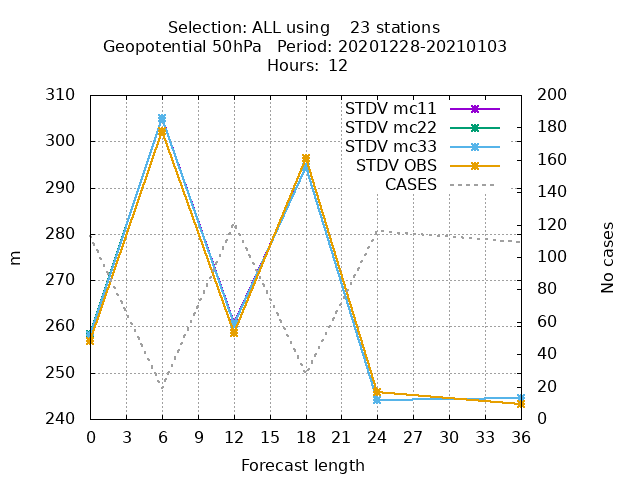 Selection: ALL using    23 stations
Geopotential 50hPa   Period: 20201228-20210103
Hours: 12
STDV mc11
STDV mc22
STDV mc33
STDV OBS
CASES
310
300
290
280
270
260
250
240
m
200
180
160
140
120
100
80
60
40
20
0
No cases
0 3 6 9 12 15 18 21 24 27 30 33 36
Forecast length